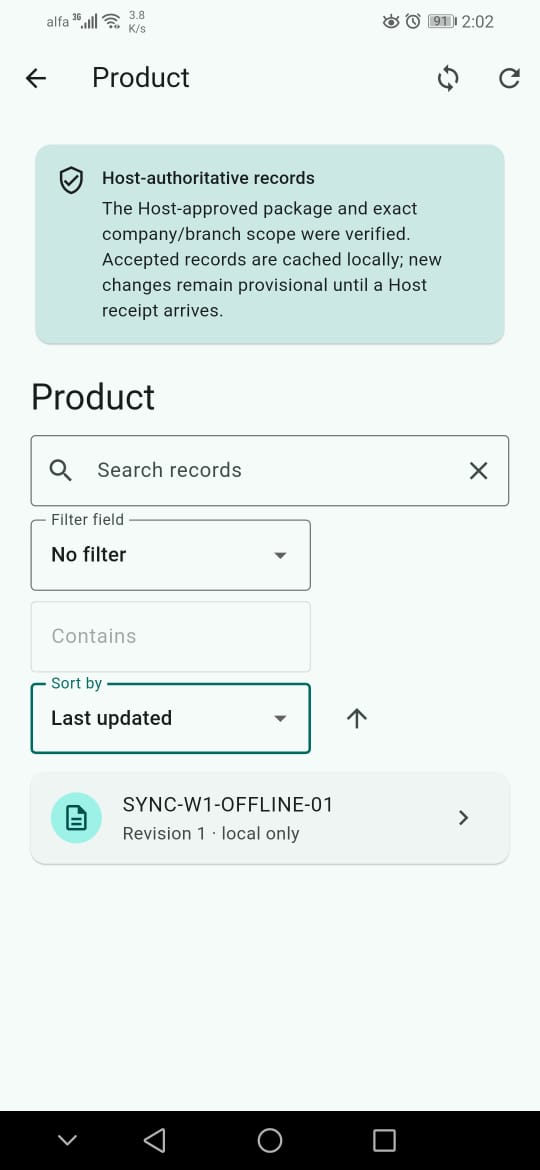 alfa 3G 3.8 K/s 91 2:02
Product
Host-authoritative records
The Host-approved package and exact
company/branch scope were verified.
Accepted records are cached locally; new
changes remain provisional until a Host
receipt arrives.
Product
Search records
Filter field
No filter
Contains
Sort by
Last updated
SYNC-W1-OFFLINE-01
Revision 1 · local only